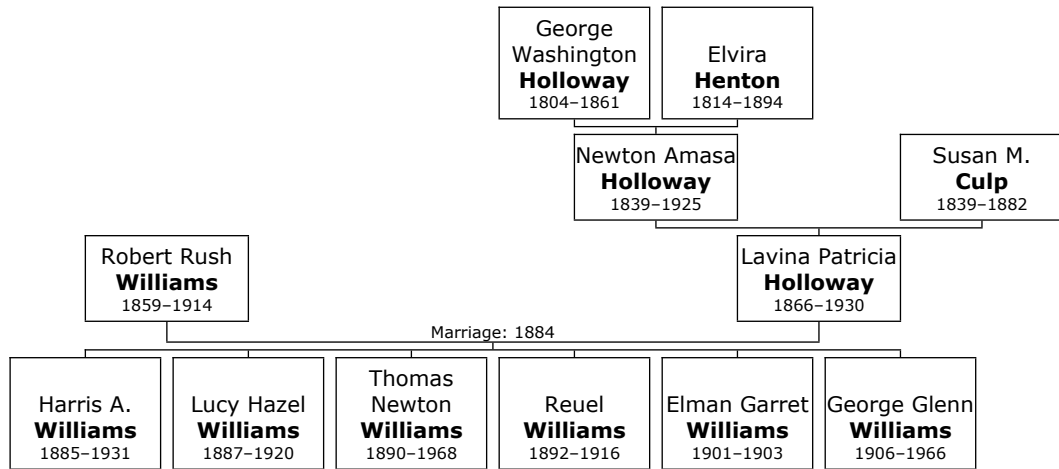 George
Washington
Holloway
1804–1861
Elvira
Henton
1814–1894
Newton Amasa
Holloway
1839–1925
Susan M.
Culp
1839–1882
Robert Rush
Williams
1859–1914
Lavina Patricia
Holloway
1866–1930
Marriage: 1884
Harris A.
Williams
1885–1931
Lucy Hazel
Williams
1887–1920
Thomas
Newton
Williams
1890–1968
Reuel
Williams
1892–1916
Elman Garret
Williams
1901–1903
George Glenn
Williams
1906–1966